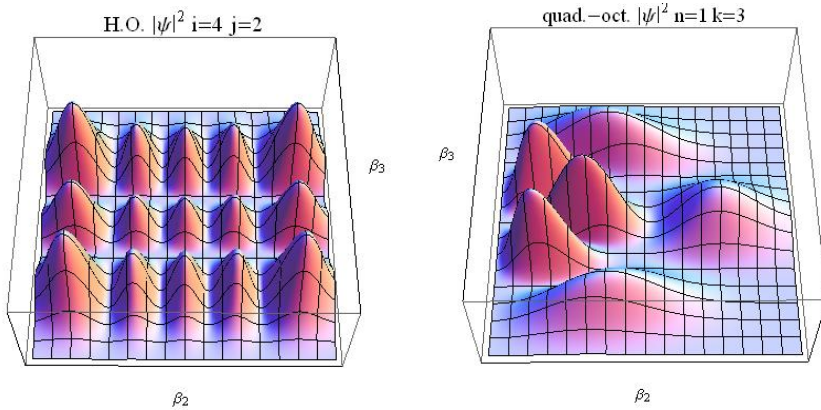 H.O. |ψ|² i=4 j=2
β₃
β₂
quad.−oct. |ψ|² n=1 k=3
β₃
β₂